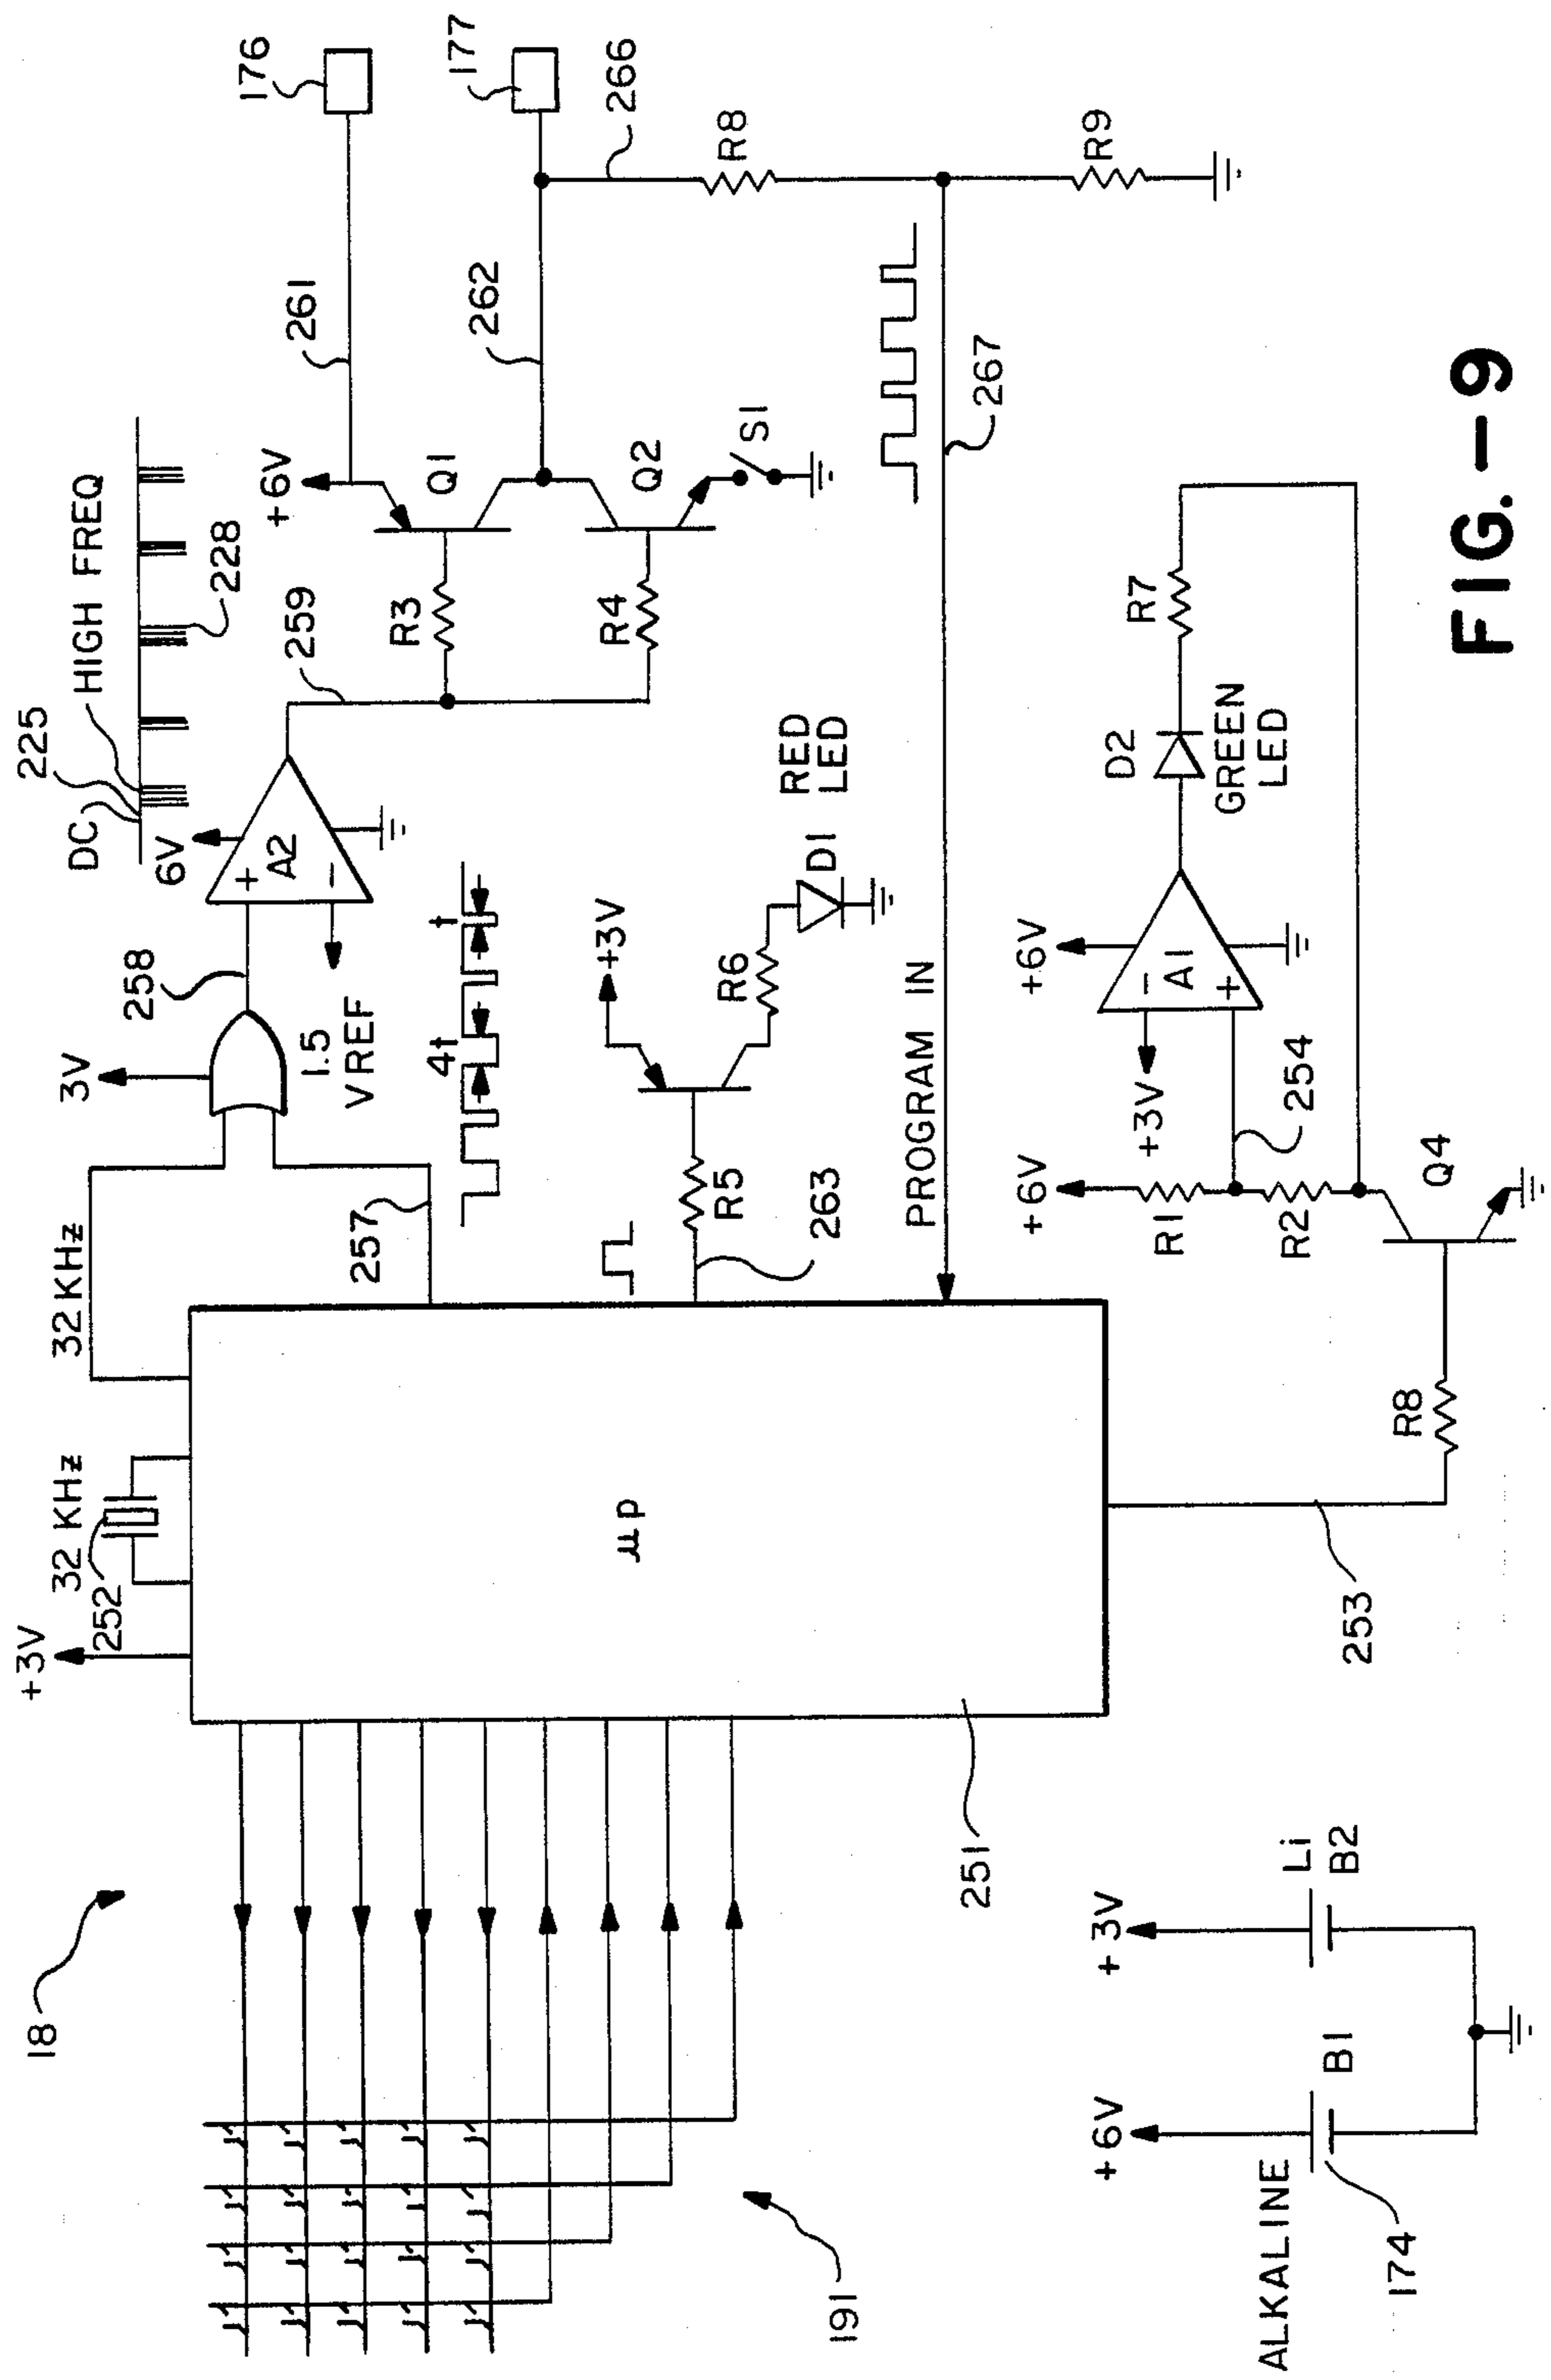 18
+3V
252
32 KHz
32 KHz
3V
258
6V
DC
225
HIGH FREQ
228
259
+
A2
−
1.5
V REF
257
4t
t
R3
R4
+6V
Q1
Q2
S1
261
262
176
177
266
R8
R9
267
PROGRAM IN
μp
251
263
R5
+3V
R6
D1
RED
LED
191
ALKALINE
174
+6V
B1
+3V
Li
B2
253
R8
Q4
+6V
R1
R2
254
+3V
+6V
−
A1
+
D2
GREEN
LED
R7
FIG.—9